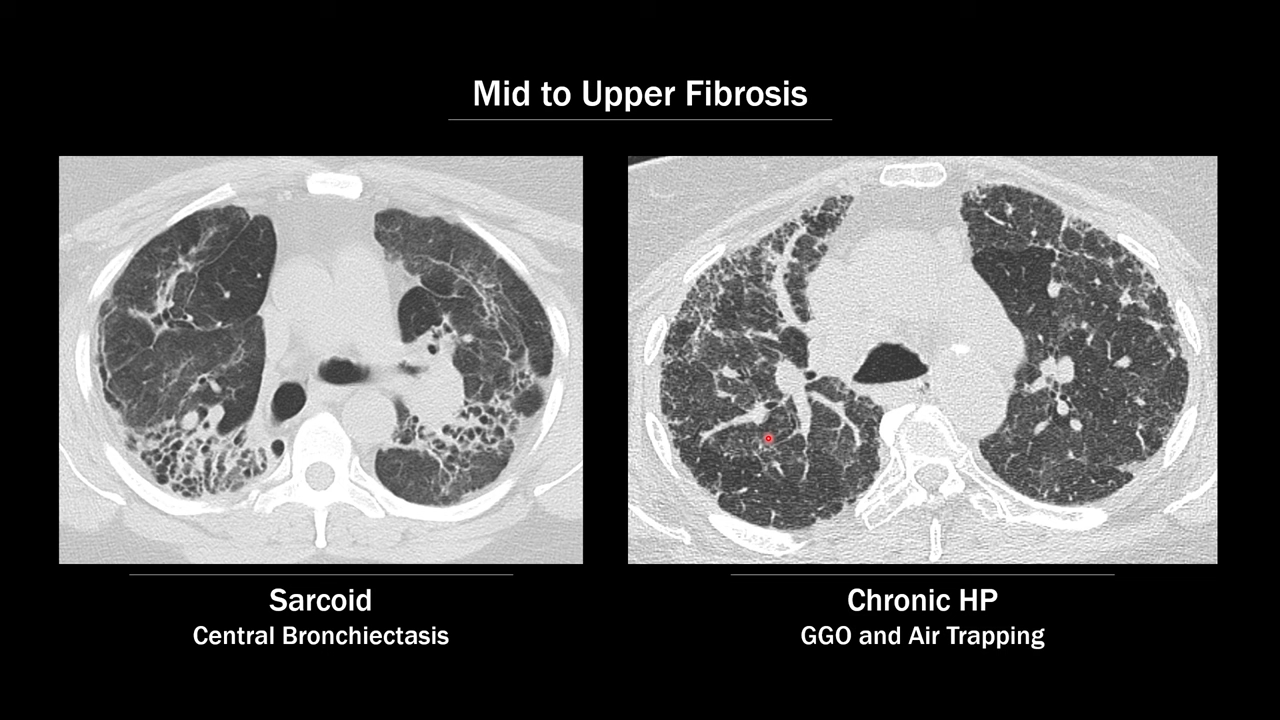 Mid to Upper Fibrosis
Sarcoid
Central Bronchiectasis
Chronic HP
GGO and Air Trapping